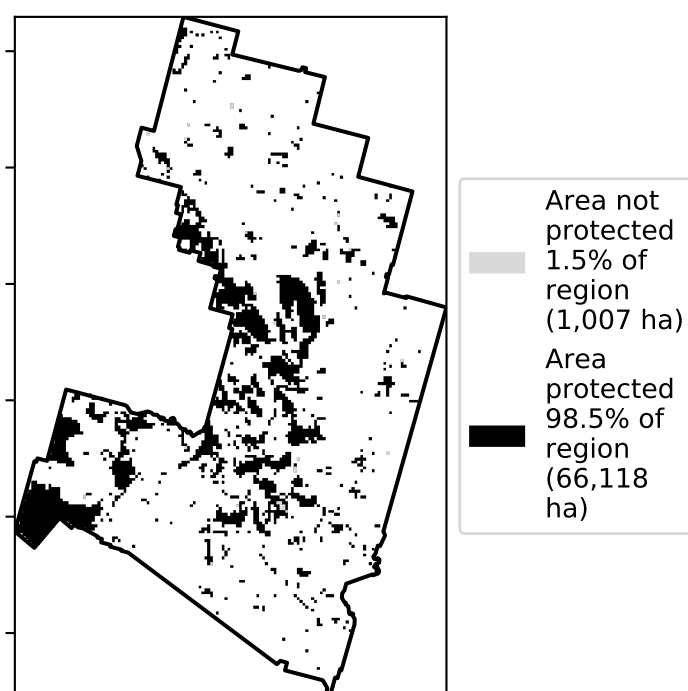 Area not
protected
1.5% of
region
(1,007 ha)
Area
protected
98.5% of
region
(66,118
ha)